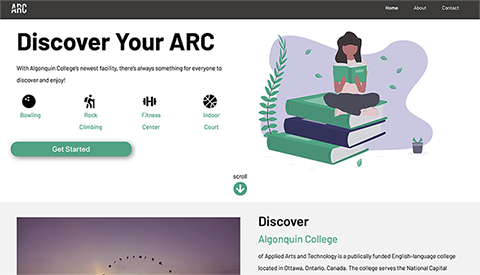 ARC
Home About Contact
Discover Your ARC
With Algonquin College's newest facility, there's always something for everyone to
discover and enjoy!
Bowling
Rock
Climbing
Fitness
Center
Indoor
Court
Get Started
scroll
Discover
Algonquin College
of Applied Arts and Technology is a publically funded English-language college
located in Ottawa, Ontario, Canada. The college serves the National Capital